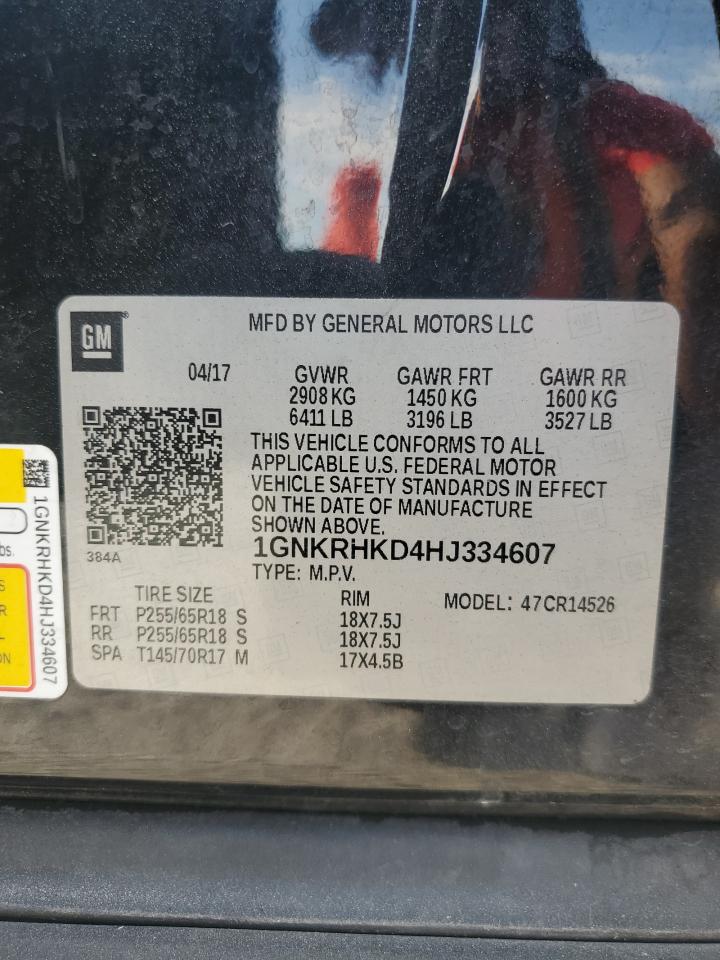 GM
MFD BY GENERAL MOTORS LLC
04/17
GVWR GAWR FRT GAWR RR
2908 KG 1450 KG 1600 KG
6411 LB 3196 LB 3527 LB
THIS VEHICLE CONFORMS TO ALL
APPLICABLE U.S. FEDERAL MOTOR
VEHICLE SAFETY STANDARDS IN EFFECT
ON THE DATE OF MANUFACTURE
SHOWN ABOVE.
384A
1GNKRHKD4HJ334607
TYPE: M.P.V.
TIRE SIZE RIM MODEL: 47CR14526
FRT P255/65R18 S 18X7.5J
RR P255/65R18 S 18X7.5J
SPA T145/70R17 M 17X4.5B
1GNKRHKD4HJ334607
bs.